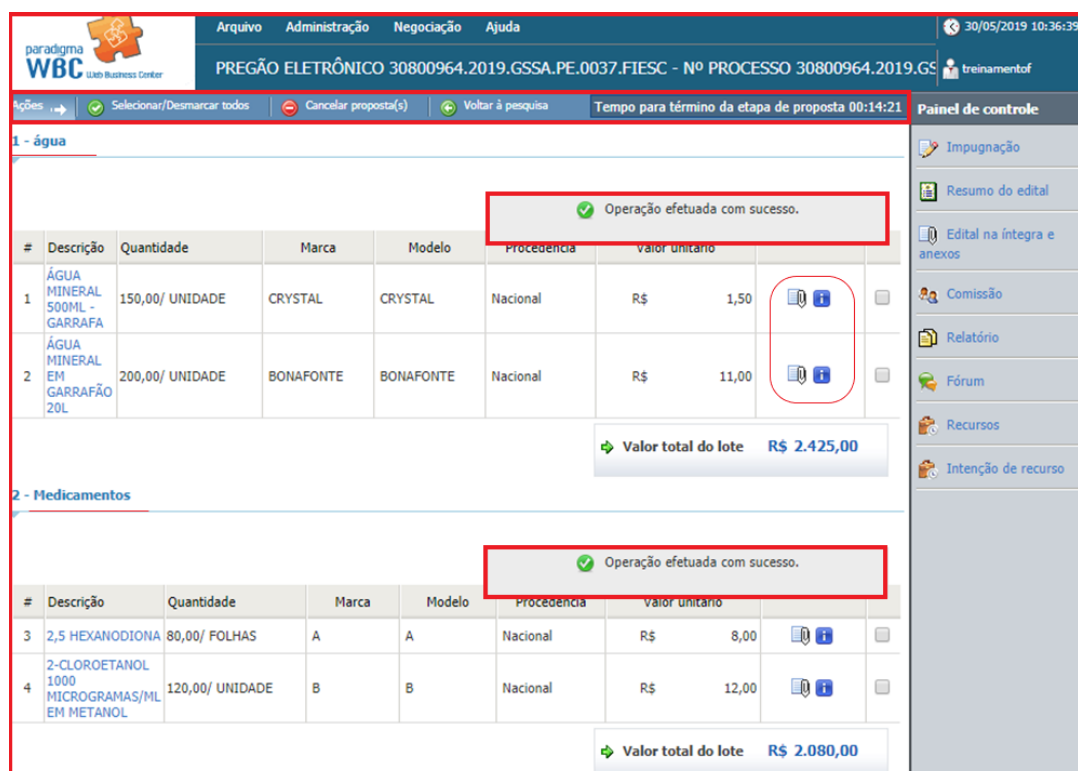 paradigma
WBC Web Business Center
Arquivo Administração Negociação Ajuda
30/05/2019 10:36:39
PREGÃO ELETRÔNICO 30800964.2019.GSSA.PE.0037.FIESC - Nº PROCESSO 30800964.2019.GS
treinamentof
Ações Selecionar/Desmarcar todos Cancelar proposta(s) Voltar à pesquisa Tempo para término da etapa de proposta 00:14:21
Painel de controle
Impugnação
Resumo do edital
Edital na íntegra e
anexos
Comissão
Relatório
Fórum
Recursos
Intenção de recurso
1 - água
Operação efetuada com sucesso.
# Descrição Quantidade Marca Modelo Procedência Valor unitário
1 ÁGUA MINERAL 500ML - GARRAFA 150,00/ UNIDADE CRYSTAL CRYSTAL Nacional R$ 1,50
2 ÁGUA MINERAL EM GARRAFÃO 20L 200,00/ UNIDADE BONAFONTE BONAFONTE Nacional R$ 11,00
Valor total do lote R$ 2.425,00
2 - Medicamentos
Operação efetuada com sucesso.
# Descrição Quantidade Marca Modelo Procedência Valor unitário
3 2,5 HEXANODIONA 80,00/ FOLHAS A A Nacional R$ 8,00
4 2-CLOROETANOL 1000 MICROGRAMAS/ML EM METANOL 120,00/ UNIDADE B B Nacional R$ 12,00
Valor total do lote R$ 2.080,00